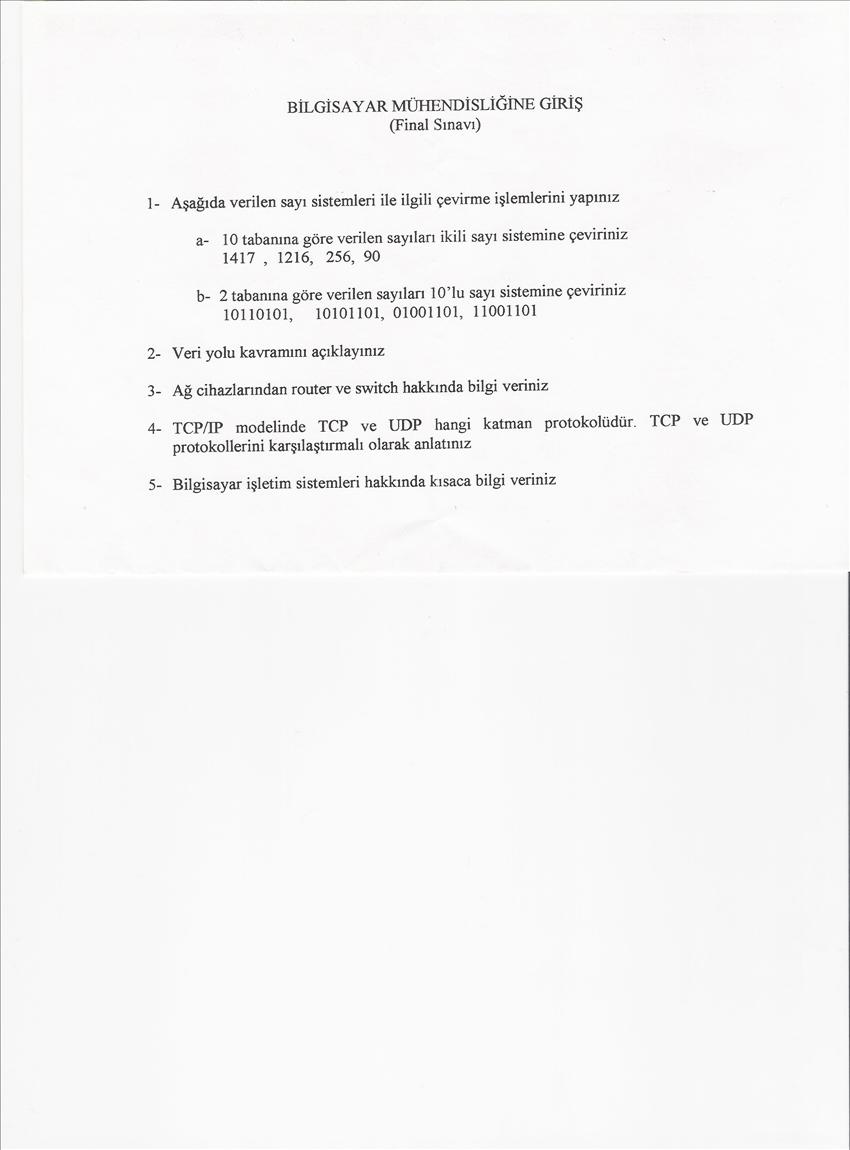 BİLGİSAYAR MÜHENDİSLİĞİNE GİRİŞ
(Final Sınavı)
1- Aşağıda verilen sayı sistemleri ile ilgili çevirme işlemlerini yapınız
a- 10 tabanına göre verilen sayıları ikili sayı sistemine çeviriniz
1417 , 1216, 256, 90
b- 2 tabanına göre verilen sayıları 10'lu sayı sistemine çeviriniz
10110101, 10101101, 01001101, 11001101
2- Veri yolu kavramını açıklayınız
3- Ağ cihazlarından router ve switch hakkında bilgi veriniz
4- TCP/IP modelinde TCP ve UDP hangi katman protokolüdür. TCP ve UDP
protokollerini karşılaştırmalı olarak anlatınız
5- Bilgisayar işletim sistemleri hakkında kısaca bilgi veriniz